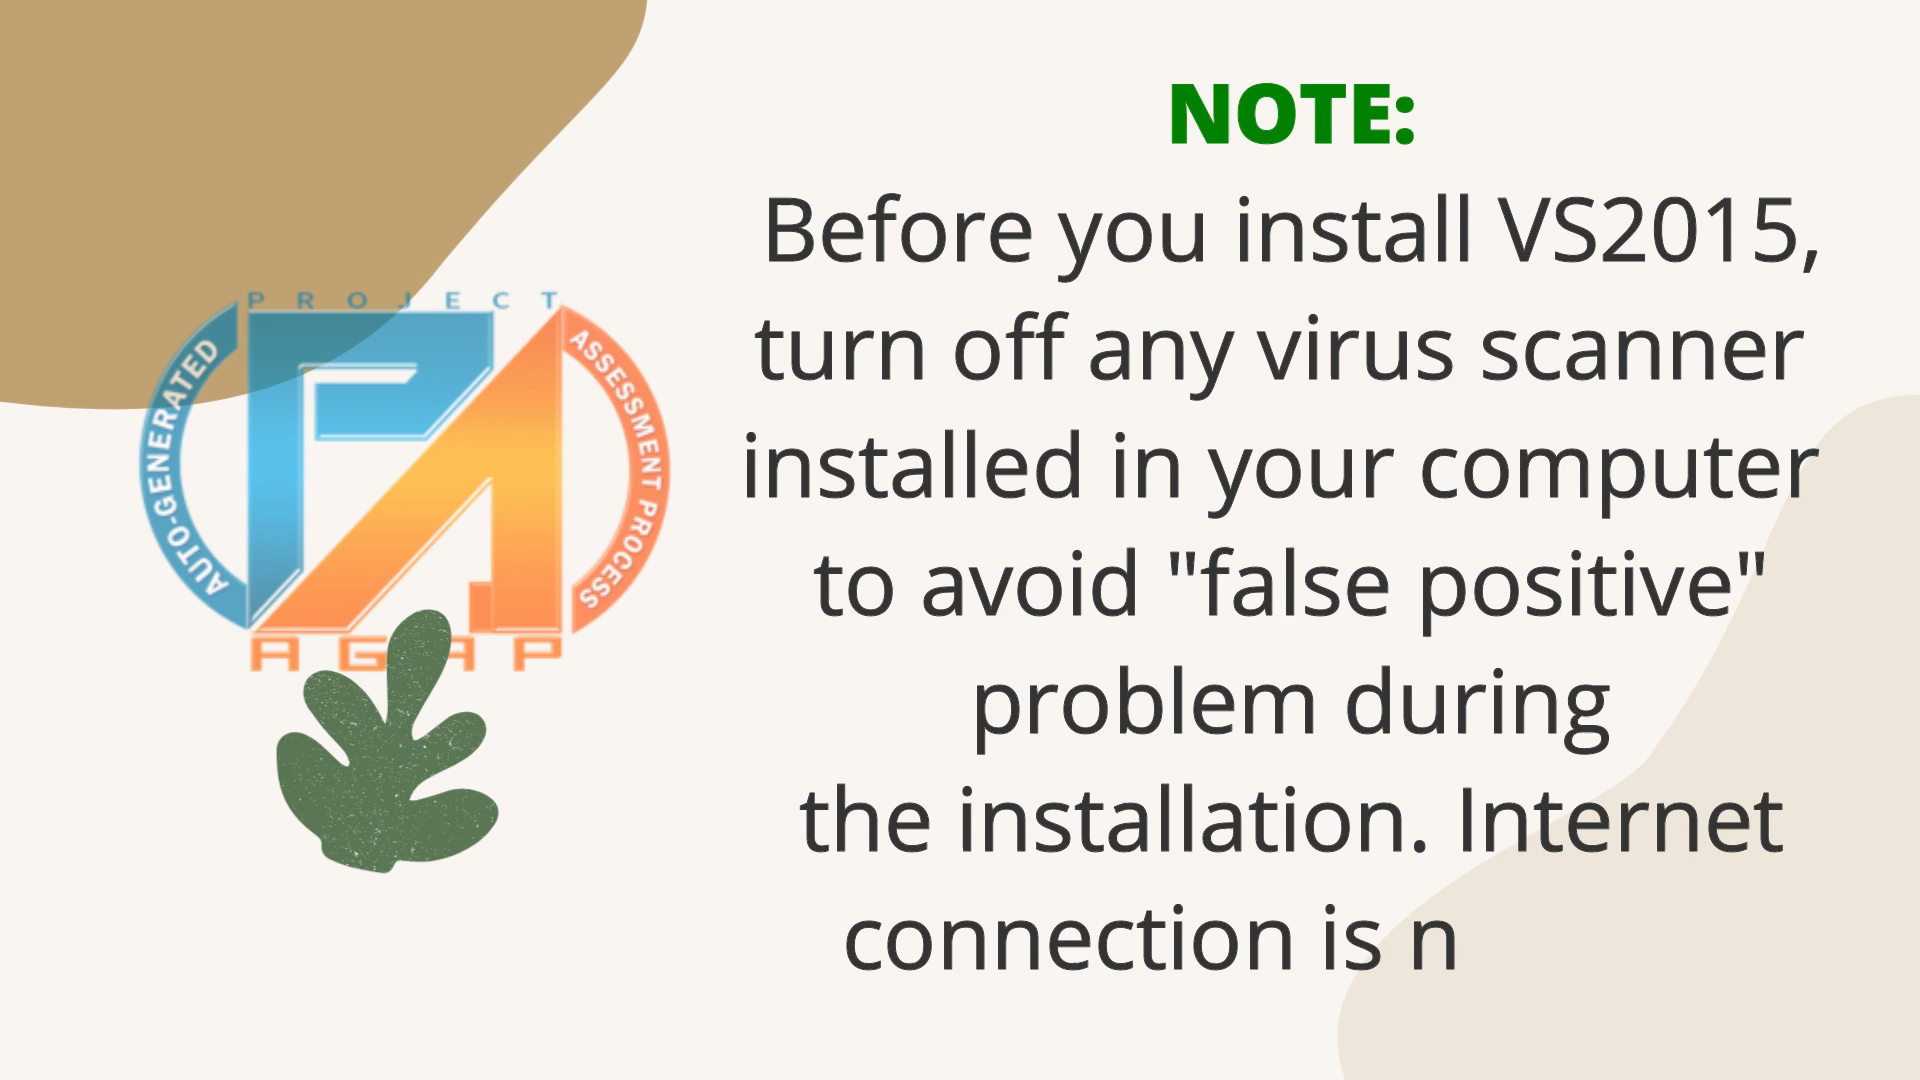 PROJECT
AUTO-GENERATED
ASSESSMENT PROCESS
AGAP
NOTE:
Before you install VS2015,
turn off any virus scanner
installed in your computer
to avoid "false positive"
problem during
the installation. Internet
connection is n